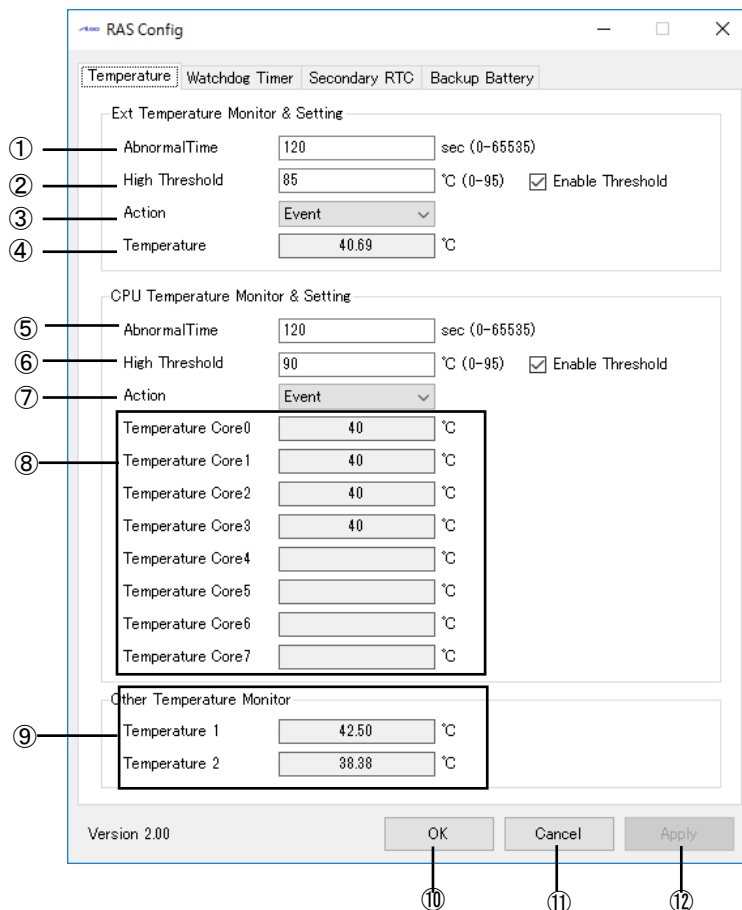 RAS Config
Temperature Watchdog Timer Secondary RTC Backup Battery
Ext Temperature Monitor & Setting
① AbnormalTime 120 sec (0-65535)
② High Threshold 85 ℃ (0-95) Enable Threshold
③ Action Event
④ Temperature 40.69 ℃
CPU Temperature Monitor & Setting
⑤ AbnormalTime 120 sec (0-65535)
⑥ High Threshold 90 ℃ (0-95) Enable Threshold
⑦ Action Event
Temperature Core0 40 ℃
⑧ Temperature Core1 40 ℃
Temperature Core2 40 ℃
Temperature Core3 40 ℃
Temperature Core4 ℃
Temperature Core5 ℃
Temperature Core6 ℃
Temperature Core7 ℃
Other Temperature Monitor
⑨ Temperature 1 42.50 ℃
Temperature 2 38.38 ℃
Version 2.00 OK Cancel Apply
⑩ ⑪ ⑫